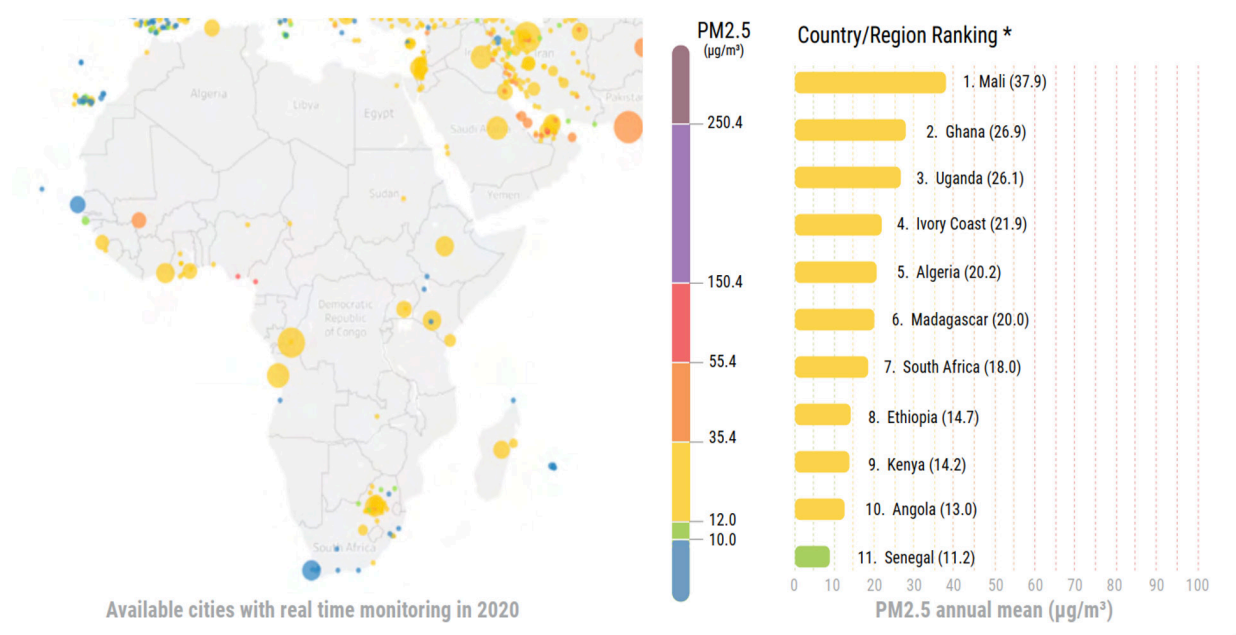 Algeria
Libya
Egypt
Saudi Arabia
Iran
Pakista
Sudan
Yemen
Democratic
Republic
of Congo
South Africa
Available cities with real time monitoring in 2020
PM2.5
(µg/m³)
250.4
150.4
55.4
35.4
12.0
10.0
Country/Region Ranking *
1. Mali (37.9)
2. Ghana (26.9)
3. Uganda (26.1)
4. Ivory Coast (21.9)
5. Algeria (20.2)
6. Madagascar (20.0)
7. South Africa (18.0)
8. Ethiopia (14.7)
9. Kenya (14.2)
10. Angola (13.0)
11. Senegal (11.2)
0 10 20 30 40 50 60 70 80 90 100
PM2.5 annual mean (µg/m³)